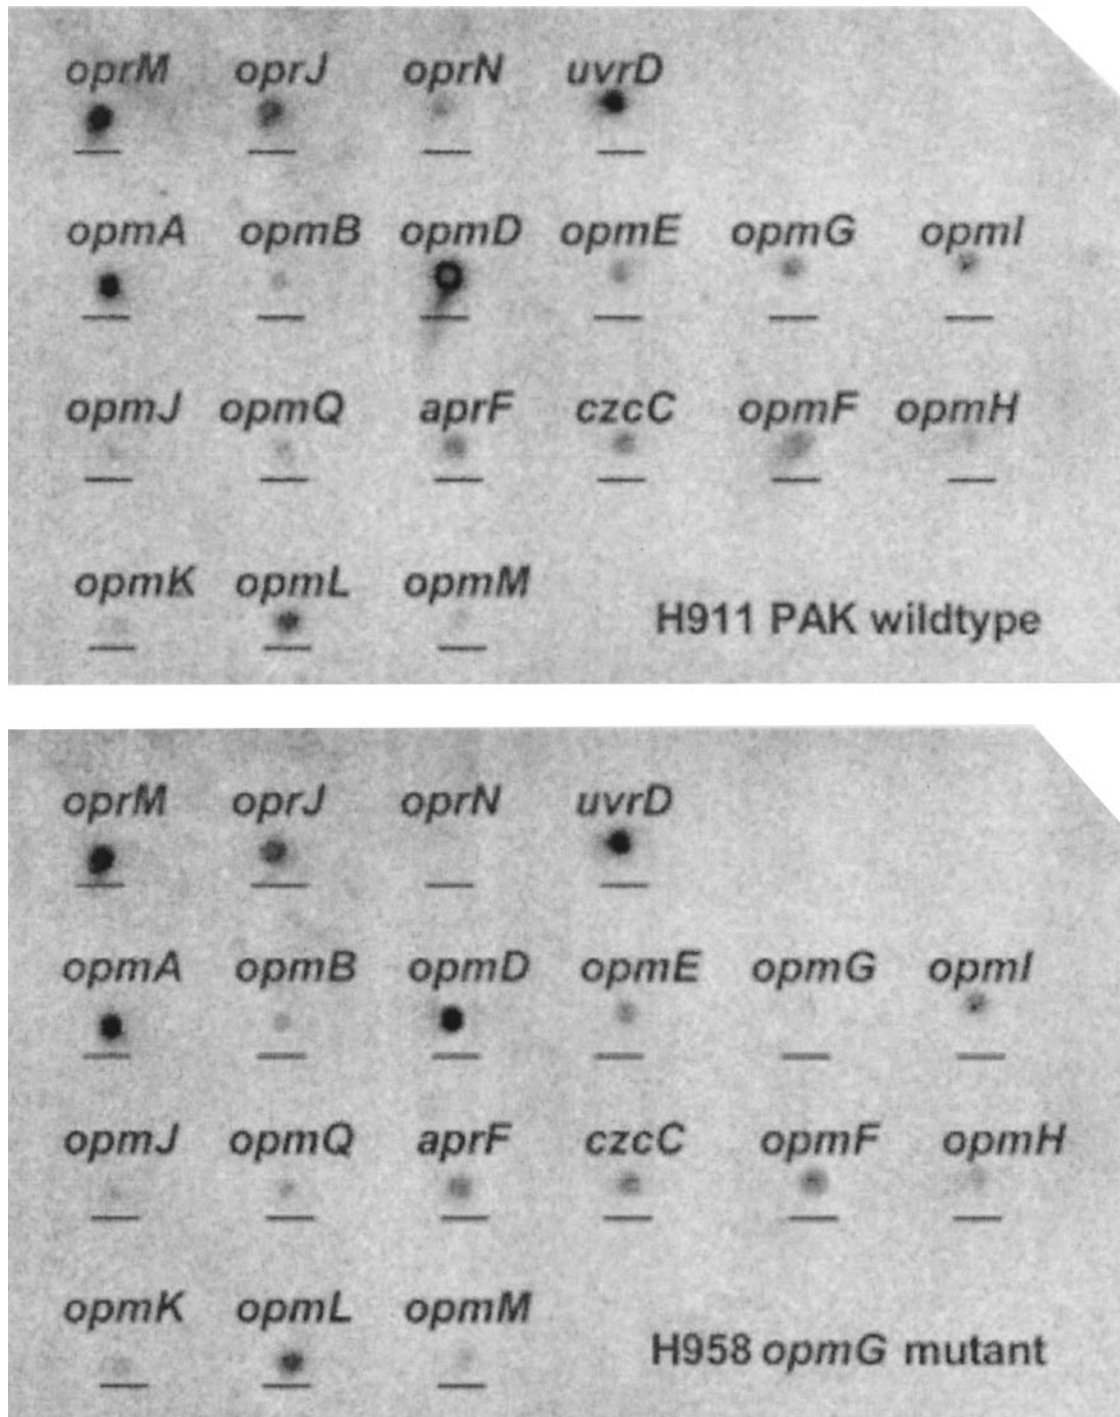 oprM oprJ oprN uvrD
opmA opmB opmD opmE opmG opmI
opmJ opmQ aprF czcC opmF opmH
opmK opmL opmM
H911 PAK wildtype
oprM oprJ oprN uvrD
opmA opmB opmD opmE opmG opmI
opmJ opmQ aprF czcC opmF opmH
opmK opmL opmM
H958 opmG mutant